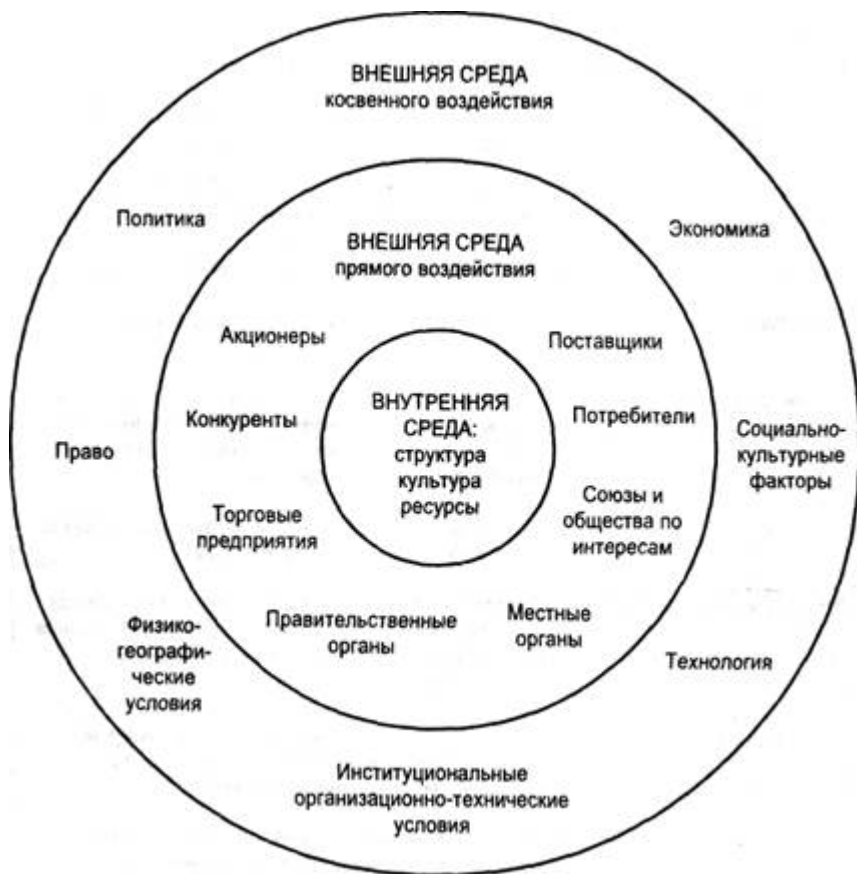 ВНЕШНЯЯ СРЕДА
косвенного воздействия
Политика
Экономика
ВНЕШНЯЯ СРЕДА
прямого воздействия
Акционеры
Поставщики
Конкуренты
Потребители
ВНУТРЕННЯЯ
СРЕДА:
структура
культура
ресурсы
Право
Социально-
культурные
факторы
Торговые
предприятия
Союзы и
общества по
интересам
Правительственные
органы
Местные
органы
Физико-
географи-
ческие
условия
Технология
Институциональные
организационно-технические
условия